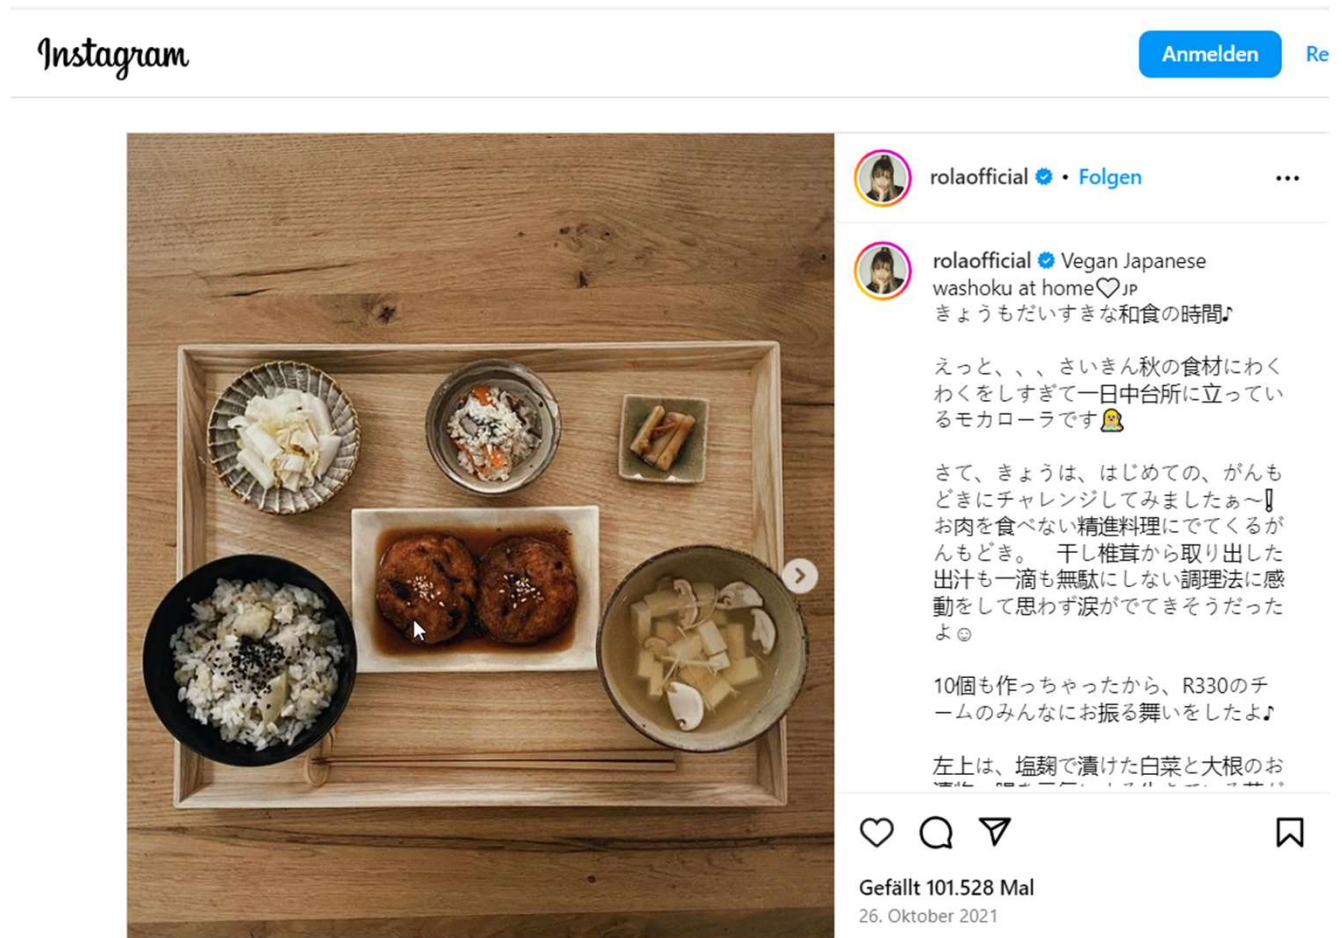 Instagram
Anmelden
Re
rolaofficial • Folgen
rolaofficial Vegan Japanese
washoku at home♡JP
きょうもだいすきな和食の時間♪
えっと、、、さいきん秋の食材にわく
わくをしすぎて一日中台所に立ってい
るモカローラです
さて、きょうは、はじめての、がんも
どきにチャレンジしてみましたぁ〜❗
お肉を食べない精進料理にでてくるが
んもどき。 干し椎茸から取り出した
出汁も一滴も無駄にしない調理法に感
動をして思わず涙がでてきそうだった
よ☺
10個も作っちゃったから、R330のチ
ームのみんなにお振る舞いをしたよ♪
左上は、塩麹で漬けた白菜と大根のお
Gefällt 101.528 Mal
26. Oktober 2021